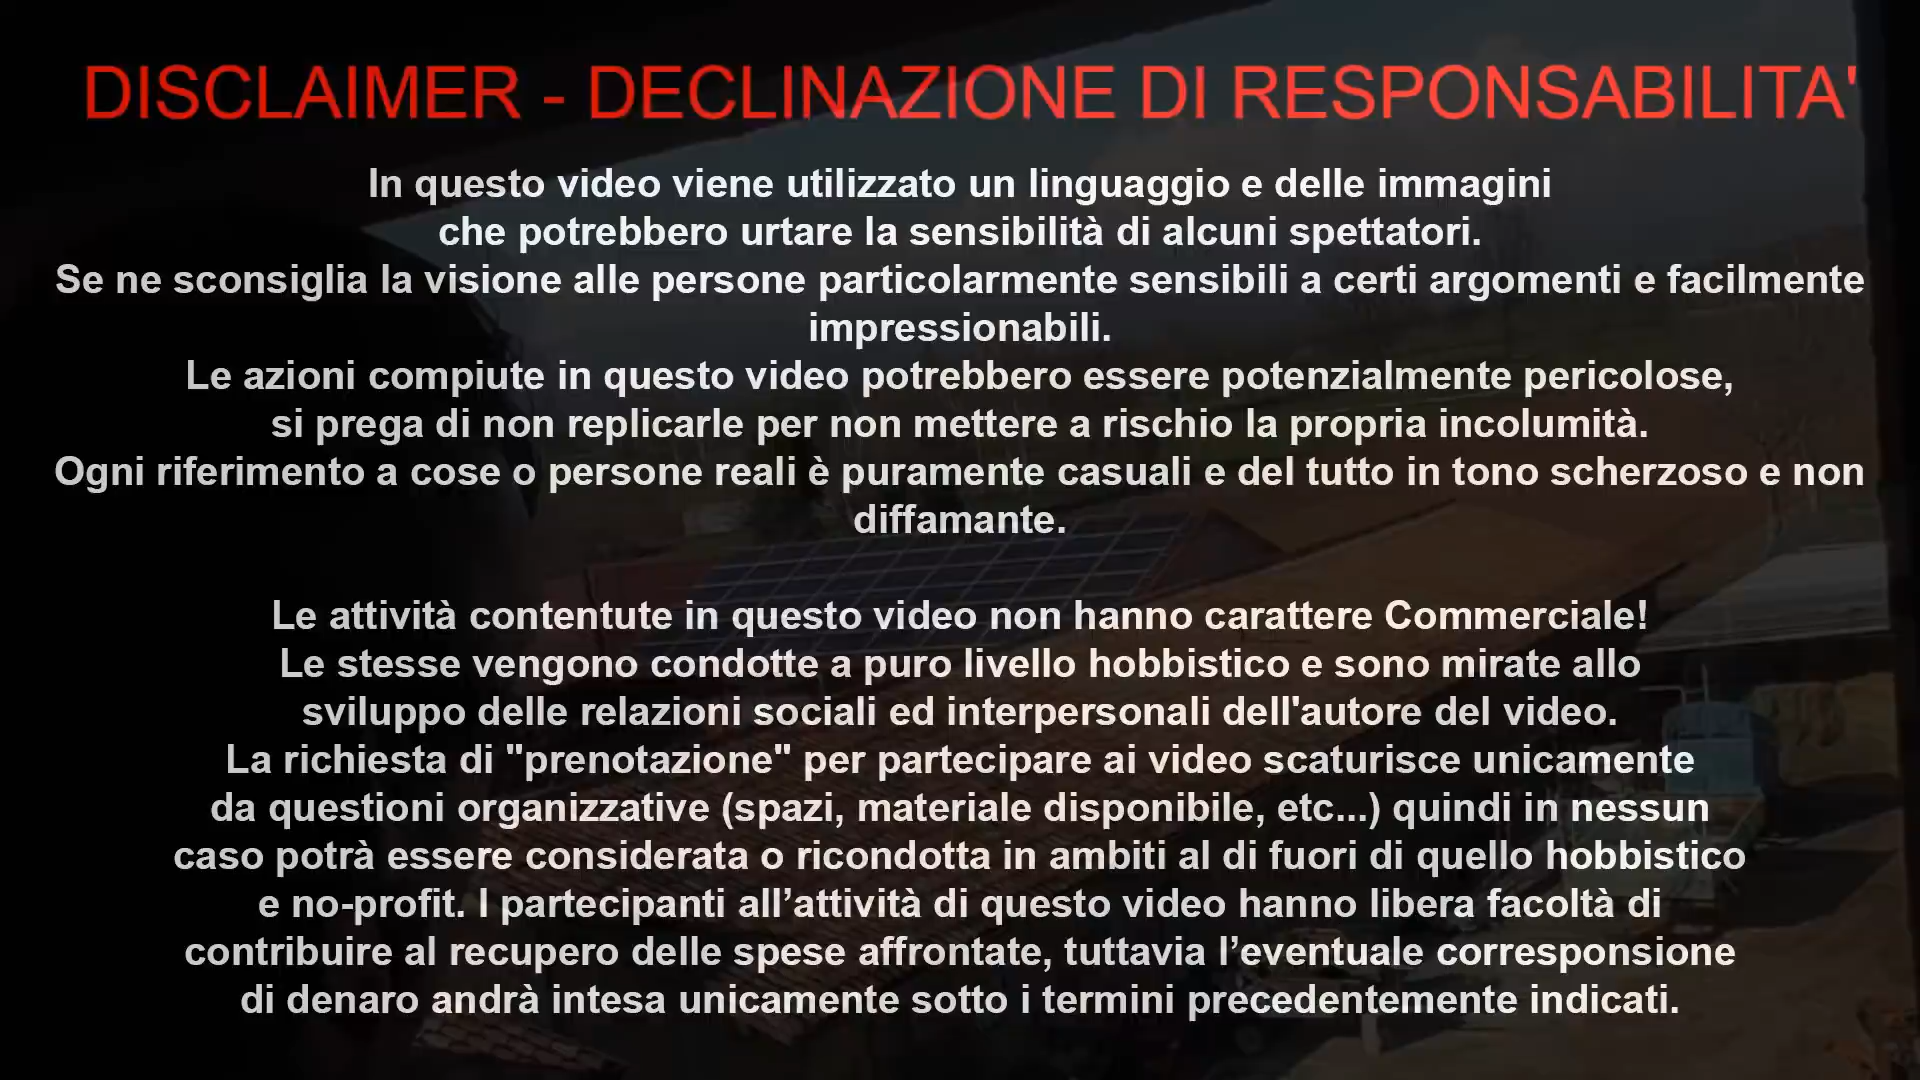 DISCLAIMER - DECLINAZIONE DI RESPONSABILITA'
In questo video viene utilizzato un linguaggio e delle immagini
che potrebbero urtare la sensibilità di alcuni spettatori.
Se ne sconsiglia la visione alle persone particolarmente sensibili a certi argomenti e facilmente
impressionabili.
Le azioni compiute in questo video potrebbero essere potenzialmente pericolose,
si prega di non replicarle per non mettere a rischio la propria incolumità.
Ogni riferimento a cose o persone reali è puramente casuali e del tutto in tono scherzoso e non
diffamante.
Le attività contentute in questo video non hanno carattere Commerciale!
Le stesse vengono condotte a puro livello hobbistico e sono mirate allo
sviluppo delle relazioni sociali ed interpersonali dell'autore del video.
La richiesta di "prenotazione" per partecipare ai video scaturisce unicamente
da questioni organizzative (spazi, materiale disponibile, etc...) quindi in nessun
caso potrà essere considerata o ricondotta in ambiti al di fuori di quello hobbistico
e no-profit. I partecipanti all’attività di questo video hanno libera facoltà di
contribuire al recupero delle spese affrontate, tuttavia l’eventuale corresponsione
di denaro andrà intesa unicamente sotto i termini precedentemente indicati.